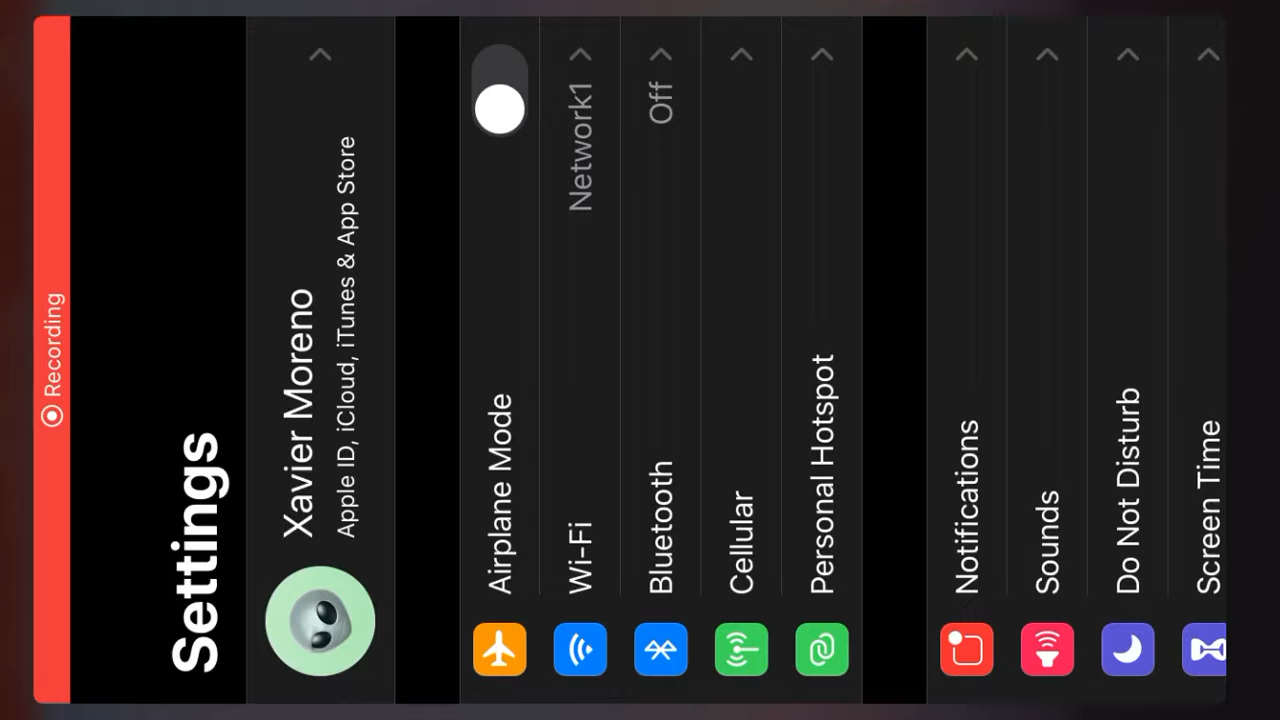 Recording
Settings
Xavier Moreno
Apple ID, iCloud, iTunes & App Store
Airplane Mode
Wi-Fi Network1
Bluetooth Off
Cellular
Personal Hotspot
Notifications
Sounds
Do Not Disturb
Screen Time